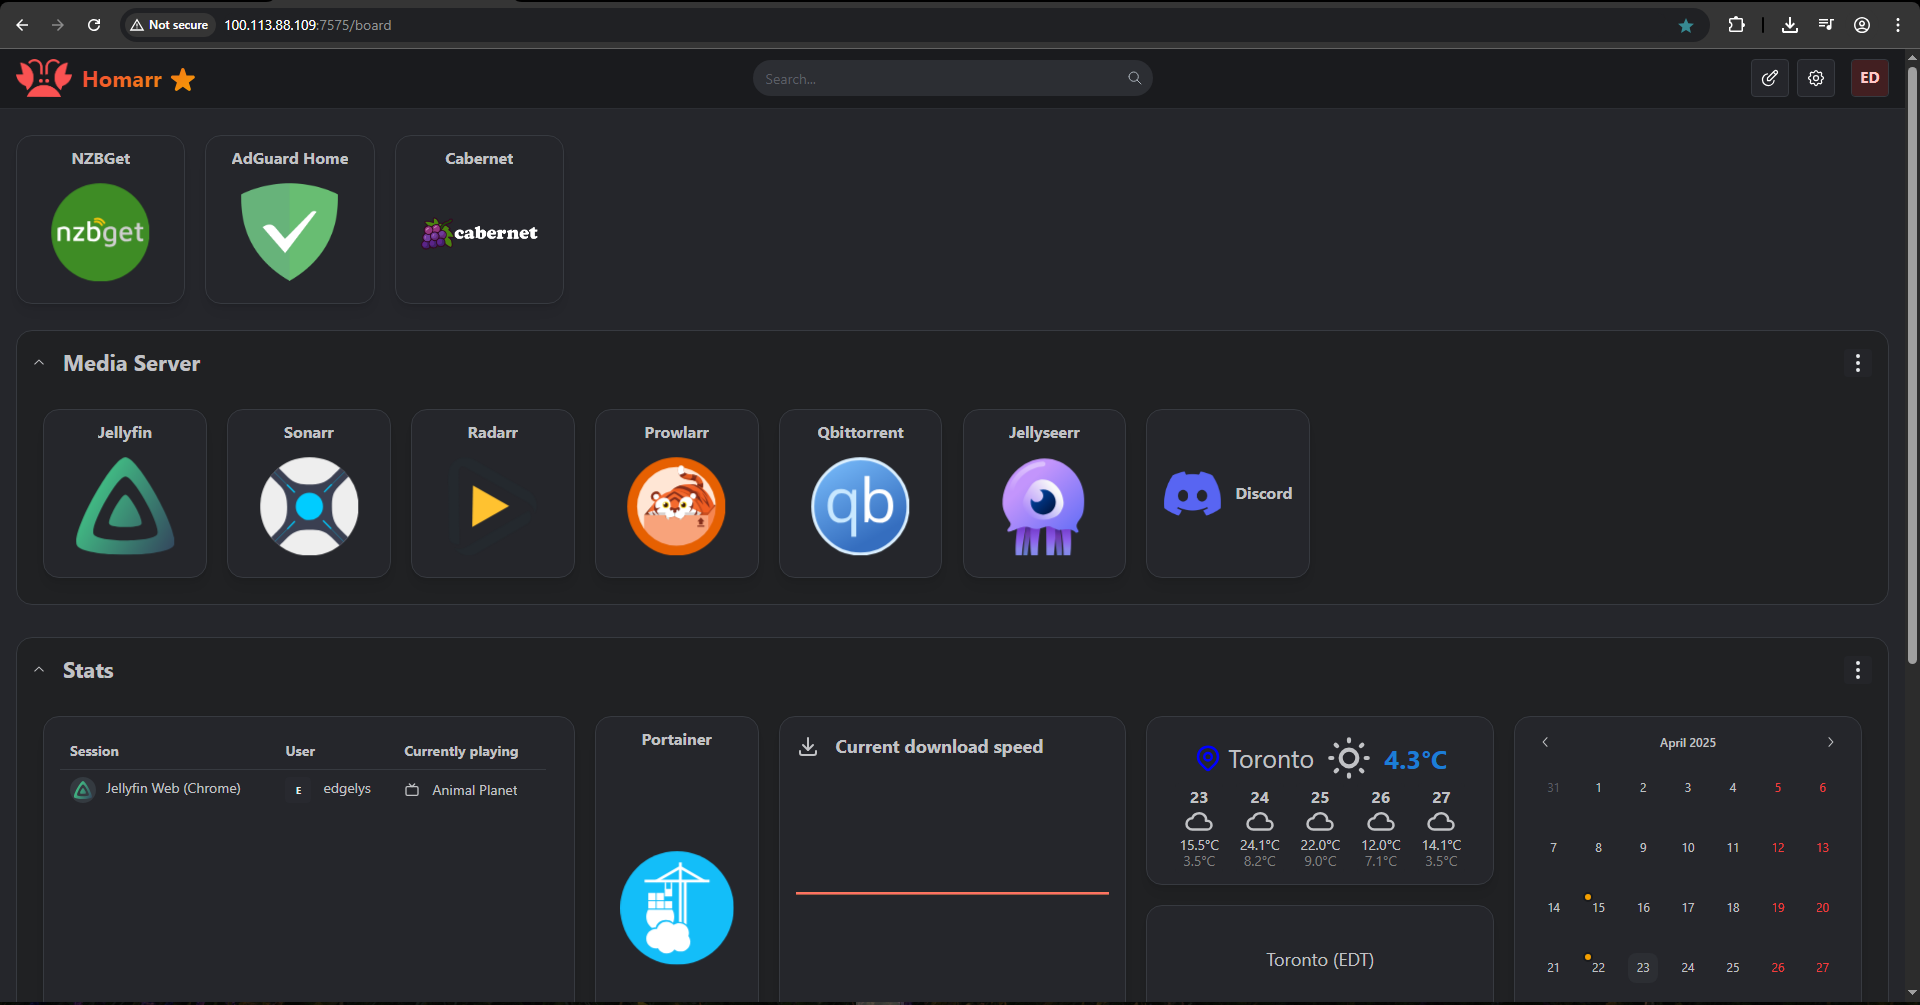 Not secure 100.113.88.109:7575/board
Homarr
Search...
ED
NZBGet AdGuard Home Cabernet
nzbget cabernet
Media Server
Jellyfin Sonarr Radarr Prowlarr Qbittorrent Jellyseerr
qb
Discord
Stats
Session User Currently playing
Jellyfin Web (Chrome) E edgelys Animal Planet
Portainer
Current download speed
Toronto 4.3°C
23 24 25 26 27
15.5°C 24.1°C 22.0°C 12.0°C 14.1°C
3.5°C 8.2°C 9.0°C 7.1°C 3.5°C
Toronto (EDT)
April 2025
31 1 2 3 4 5 6
7 8 9 10 11 12 13
14 15 16 17 18 19 20
21 22 23 24 25 26 27